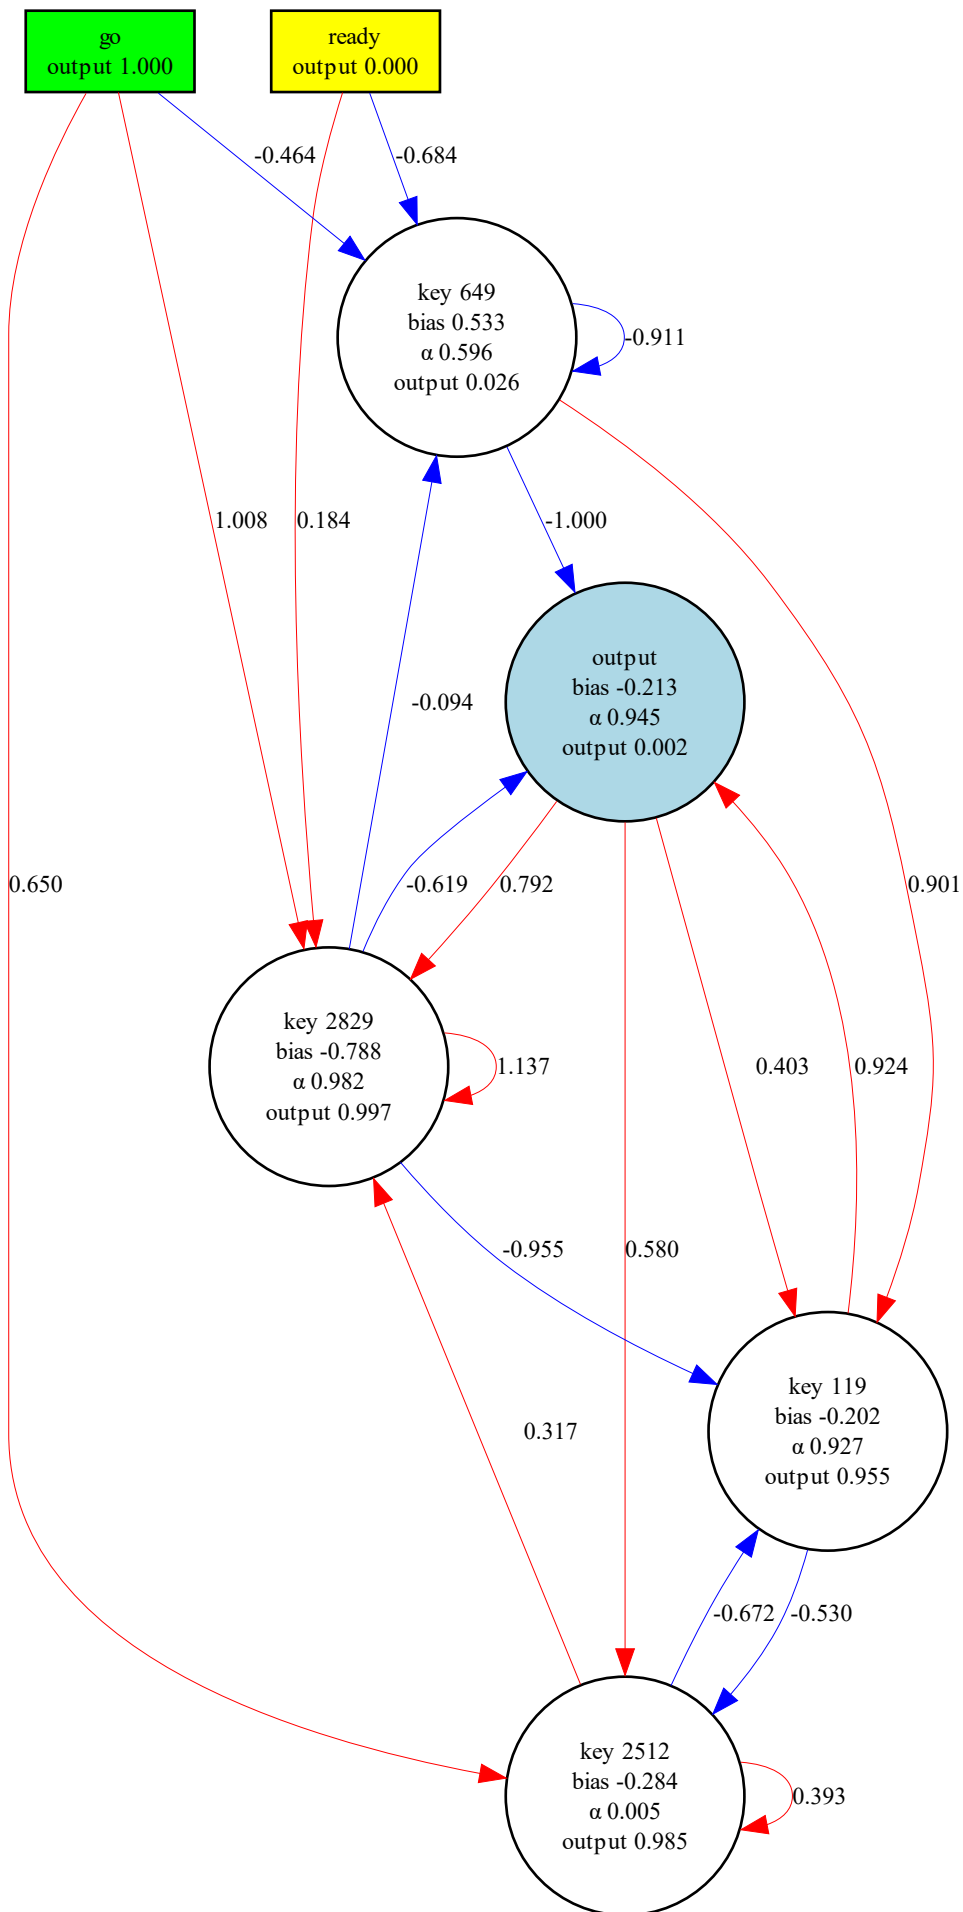 go
output 1.000
ready
output 0.000
-0.464
-0.684
key 649
bias 0.533
α 0.596
output 0.026
-0.911
1.008
0.184
-1.000
output
bias -0.213
α 0.945
output 0.002
-0.094
0.650
-0.619
0.792
0.901
key 2829
bias -0.788
α 0.982
output 0.997
1.137
0.403
0.924
-0.955
0.580
key 119
bias -0.202
α 0.927
output 0.955
0.317
-0.672
-0.530
key 2512
bias -0.284
α 0.005
output 0.985
0.393